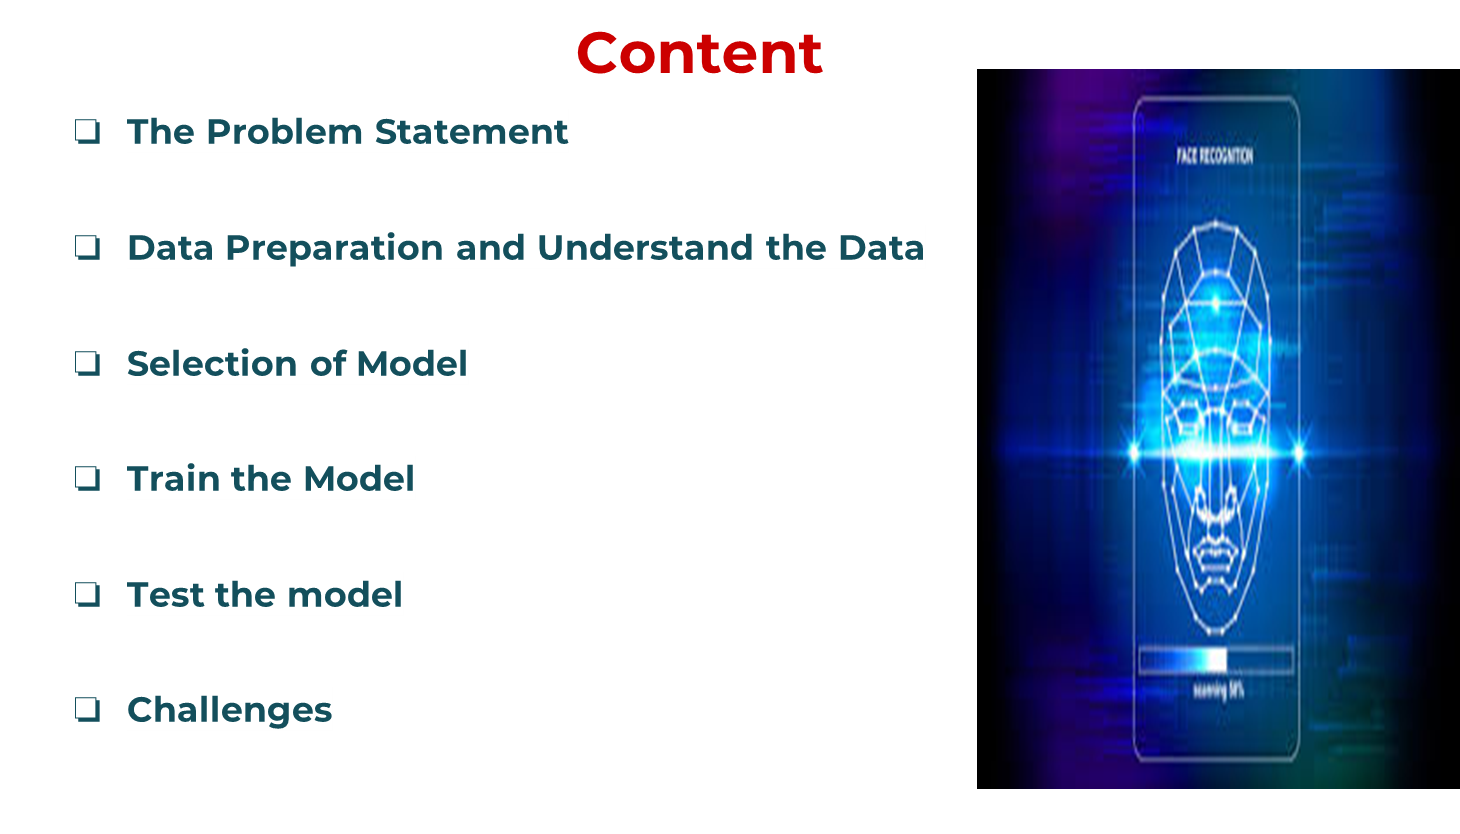 Content
The Problem Statement
Data Preparation and Understand the Data
Selection of Model
Train the Model
Test the model
Challenges
FACE RECOGNITION
scanning